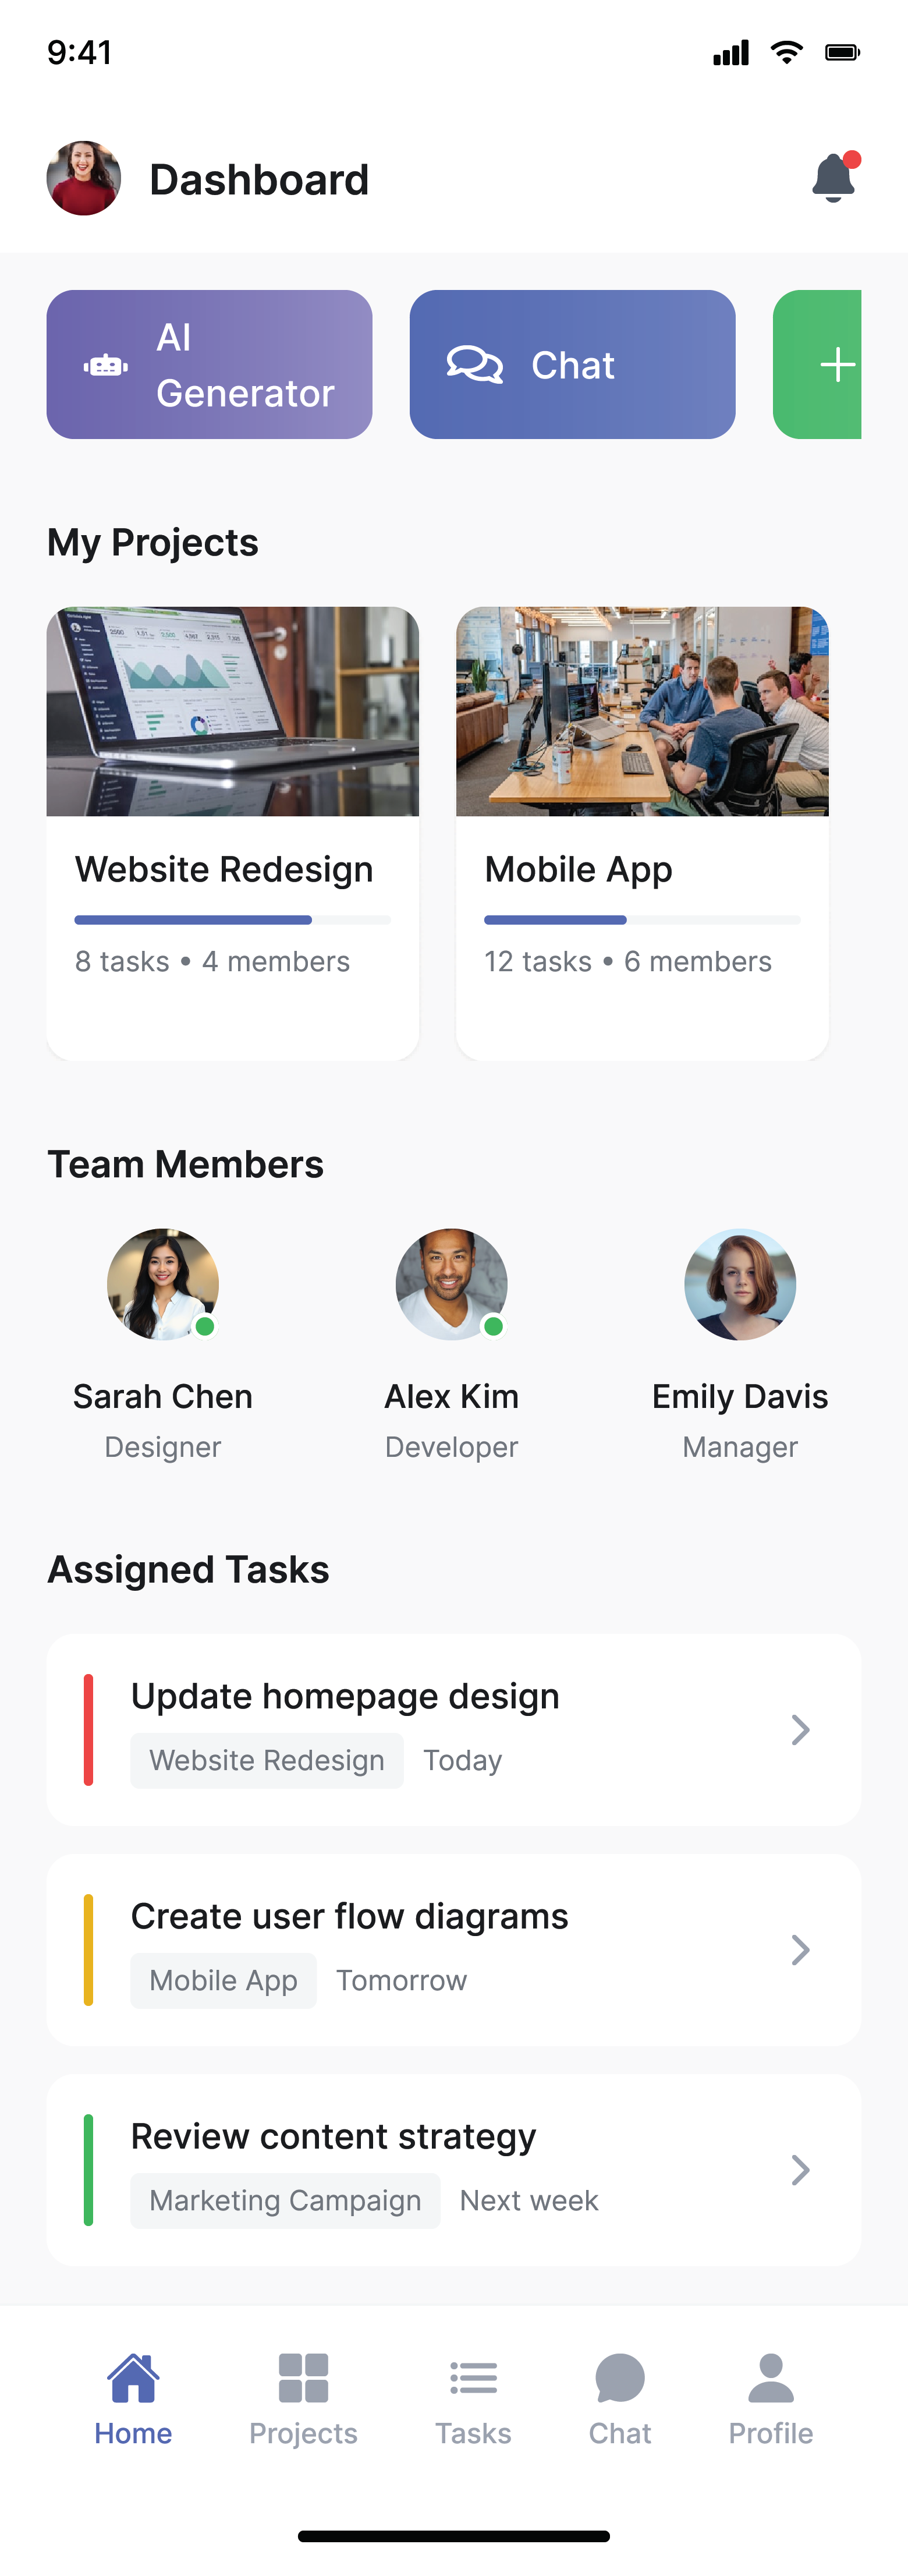 9:41
Dashboard
AI
Generator
Chat
My Projects
Website Redesign
8 tasks • 4 members
Mobile App
12 tasks • 6 members
Team Members
Sarah Chen
Designer
Alex Kim
Developer
Emily Davis
Manager
Assigned Tasks
Update homepage design
Website Redesign Today
Create user flow diagrams
Mobile App Tomorrow
Review content strategy
Marketing Campaign Next week
Home
Projects
Tasks
Chat
Profile